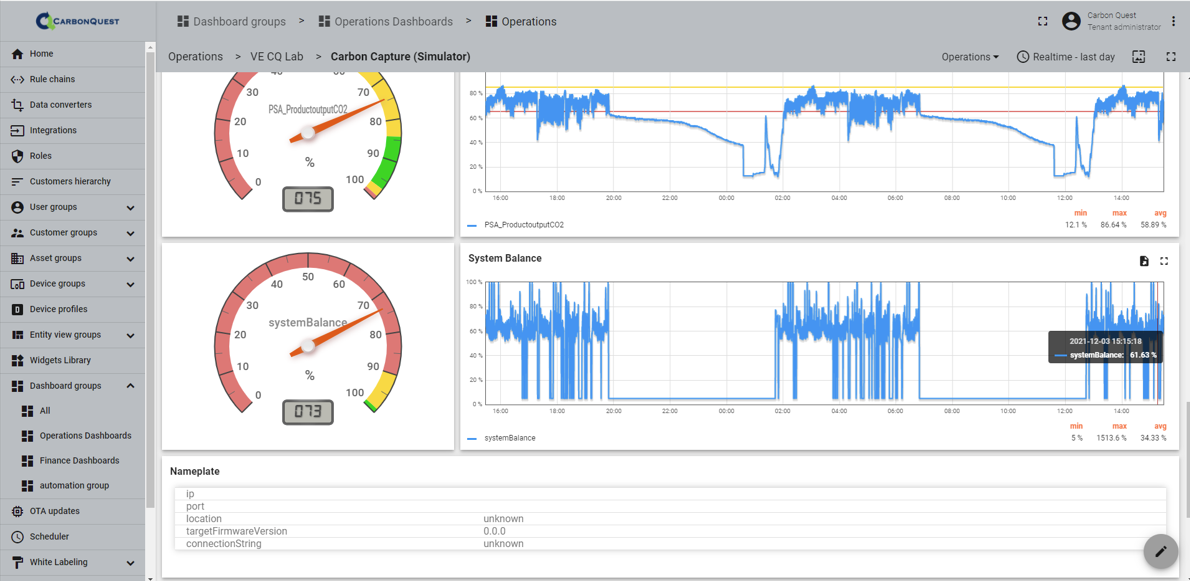 CARBONQUEST
Dashboard groups > Operations Dashboards > Operations
Carbon Quest
Tenant administrator
Operations > VE CQ Lab > Carbon Capture (Simulator)
Operations
Realtime - last day
Home
Rule chains
Data converters
Integrations
Roles
Customers hierarchy
User groups
Customer groups
Asset groups
Device groups
Device profiles
Entity view groups
Widgets Library
Dashboard groups
All
Operations Dashboards
Finance Dashboards
automation group
OTA updates
Scheduler
White Labeling
0 10 20 30 70 80 90 100
PSA_ProductoutputCO2
%
075
80 %
60 %
40 %
20 %
0 %
16:00 18:00 20:00 22:00 00:00 02:00 04:00 06:00 08:00 10:00 12:00 14:00
min max avg
PSA_ProductoutputCO2 12.1 % 86.64 % 58.89 %
0 10 20 30 40 50 60 70 80 90 100
systemBalance
%
073
System Balance
100 %
80 %
60 %
40 %
20 %
0 %
16:00 18:00 20:00 22:00 00:00 02:00 04:00 06:00 08:00 10:00 12:00 14:00
2021-12-03 15:15:18
systemBalance: 61.63 %
min max avg
systemBalance 5 % 1513.6 % 34.33 %
Nameplate
ip
port
location unknown
targetFirmwareVersion 0.0.0
connectionString unknown